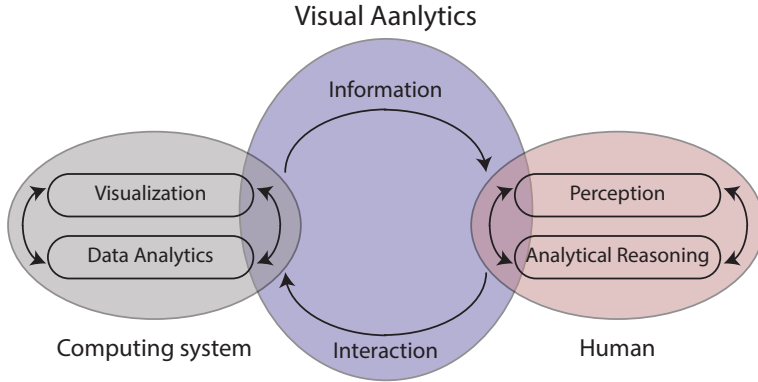 Visual Aanlytics
Information
Visualization
Perception
Data Analytics
Analytical Reasoning
Computing system
Interaction
Human